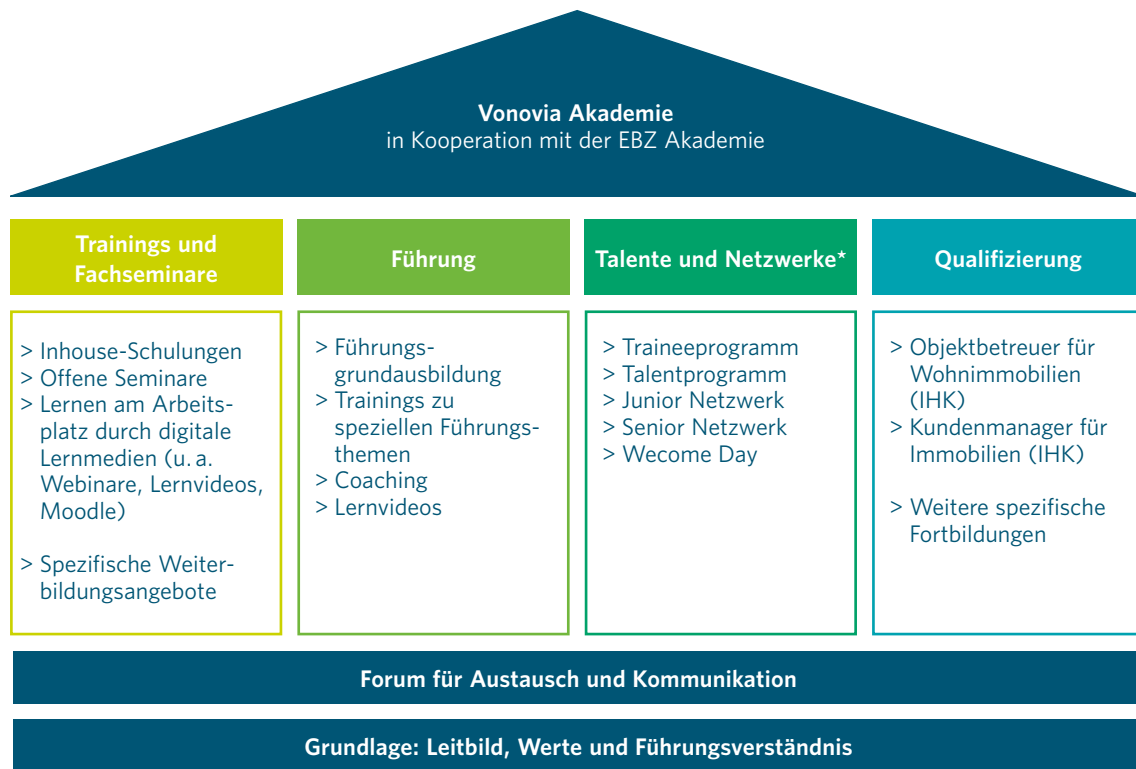 Vonovia Akademie
in Kooperation mit der EBZ Akademie
Trainings und
Fachseminare
> Inhouse-Schulungen
> Offene Seminare
> Lernen am Arbeits-
platz durch digitale
Lernmedien (u. a.
Webinare, Lernvideos,
Moodle)
> Spezifische Weiter-
bildungsangebote
Führung
> Führungs-
grundausbildung
> Trainings zu
speziellen Führungs-
themen
> Coaching
> Lernvideos
Talente und Netzwerke*
> Traineeprogramm
> Talentprogramm
> Junior Netzwerk
> Senior Netzwerk
> Wecome Day
Qualifizierung
> Objektbetreuer für
Wohnimmobilien
(IHK)
> Kundenmanager für
Immobilien (IHK)
> Weitere spezifische
Fortbildungen
Forum für Austausch und Kommunikation
Grundlage: Leitbild, Werte und Führungsverständnis